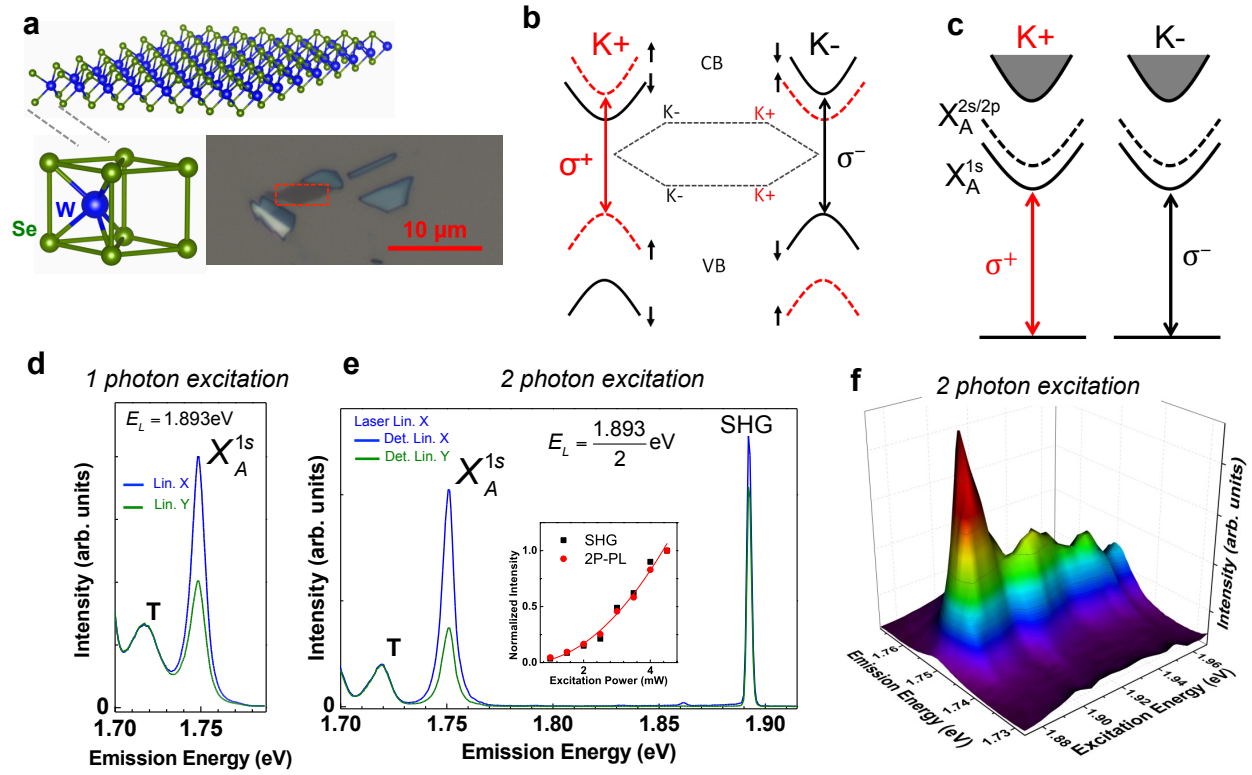 a
Se
W
10 μm
b
K+
K-
CB
↑
↓
↓
↑
K-
K+
σ+
σ−
K-
K+
VB
↑
↓
↓
↑
c
K+
K-
X_A^{2s/2p}
X_A^{1s}
σ+
σ−
d
1 photon excitation
E_L = 1.893eV
X_A^{1s}
Lin. X
Lin. Y
T
Intensity (arb. units)
0
1.70
1.75
Emission Energy (eV)
e
2 photon excitation
Laser Lin. X
Det. Lin. X
Det. Lin. Y
E_L = 1.893/2 eV
SHG
X_A^{1s}
T
Intensity (arb. units)
0
1.70
1.75
1.80
1.85
1.90
Emission Energy (eV)
SHG
2P-PL
Normalized Intensity
1.0
0.5
0.0
2
4
Excitation Power (mW)
f
2 photon excitation
Intensity (arb. units)
1.76
1.75
1.74
1.73
Emission Energy (eV)
1.88
1.90
1.92
1.94
1.96
Excitation Energy (eV)